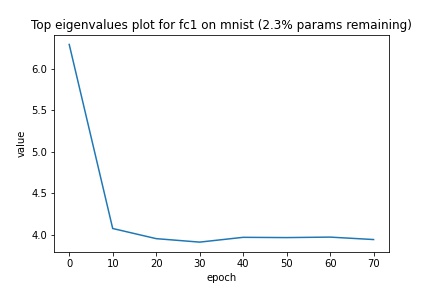 Top eigenvalues plot for fc1 on mnist (2.3% params remaining)
value
6.0
5.5
5.0
4.5
4.0
0 10 20 30 40 50 60 70
epoch